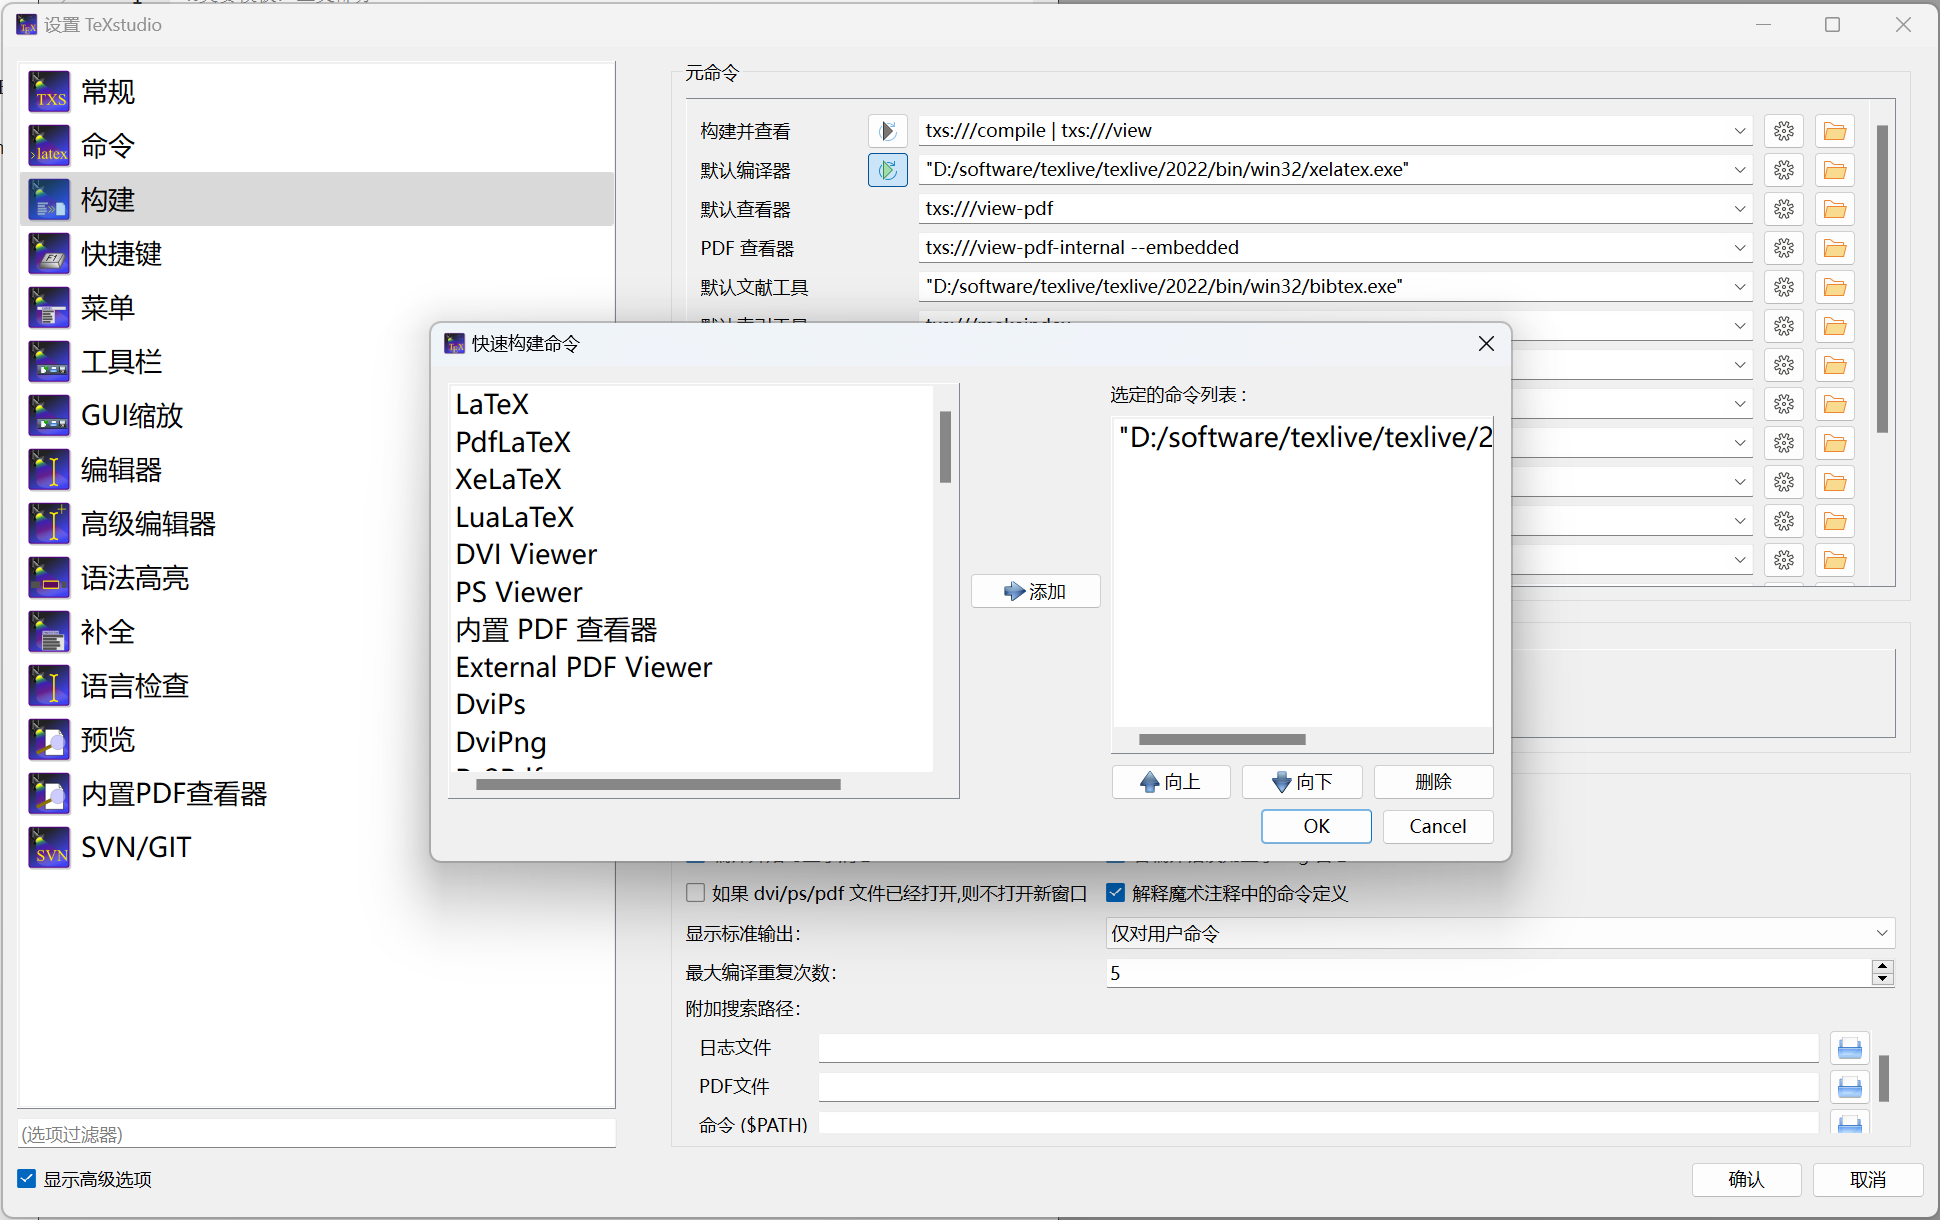 设置 TeXstudio
常规
命令
构建
快捷键
菜单
工具栏
GUI缩放
编辑器
高级编辑器
语法高亮
补全
语言检查
预览
内置PDF查看器
SVN/GIT
(选项过滤器)
显示高级选项
元命令
构建并查看 txs:///compile | txs:///view
默认编译器 "D:/software/texlive/texlive/2022/bin/win32/xelatex.exe"
默认查看器 txs:///view-pdf
PDF 查看器 txs:///view-pdf-internal --embedded
默认文献工具 "D:/software/texlive/texlive/2022/bin/win32/bibtex.exe"
快速构建命令
LaTeX
PdfLaTeX
XeLaTeX
LuaLaTeX
DVI Viewer
PS Viewer
内置 PDF 查看器
External PDF Viewer
DviPs
DviPng
添加
选定的命令列表：
"D:/software/texlive/texlive/2
向上 向下 删除
OK Cancel
如果 dvi/ps/pdf 文件已经打开,则不打开新窗口 解释魔术注释中的命令定义
显示标准输出： 仅对用户命令
最大编译重复次数： 5
附加搜索路径：
日志文件
PDF文件
命令 ($PATH)
确认 取消